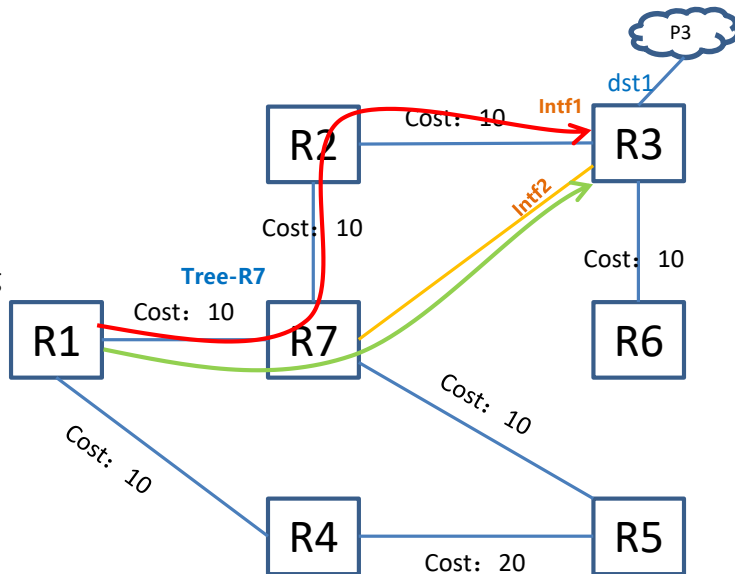 P3
dst1
Intf1
Cost：10
R2
R3
Intf2
Cost：10
Cost：10
Tree-R7
Cost：10
R1
R7
R6
Cost：10
Cost：10
R4
R5
Cost：20